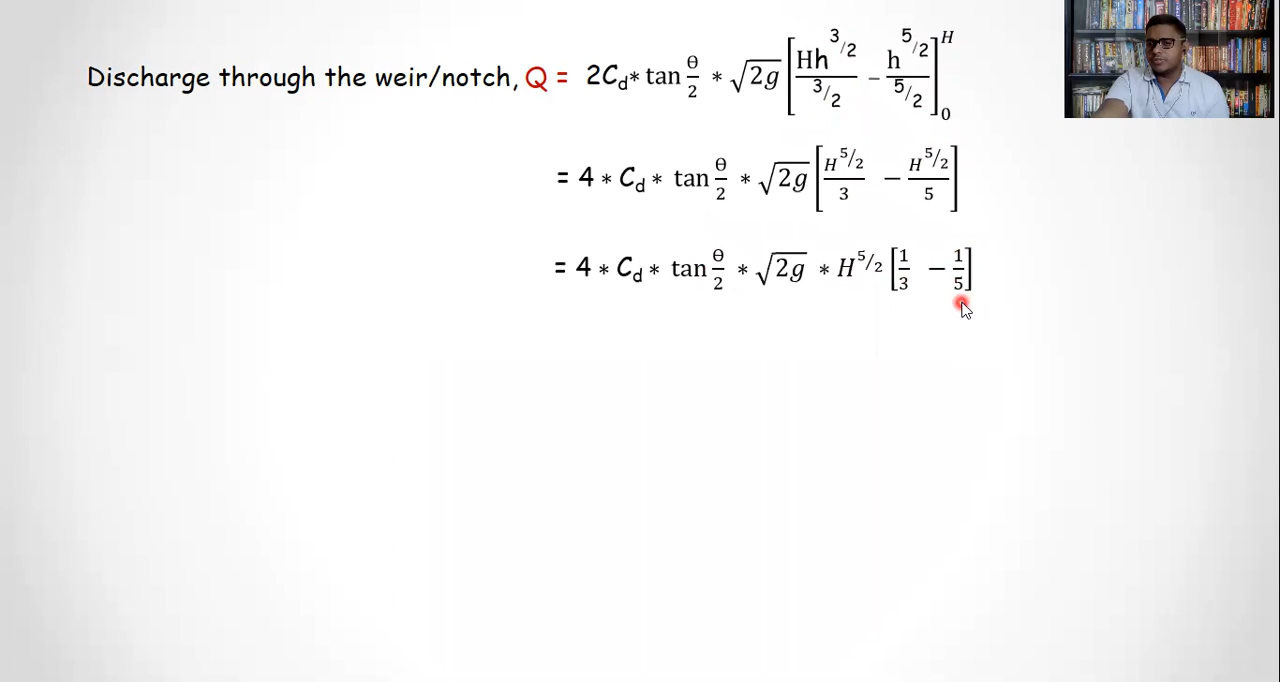 Discharge through the weir/notch, Q = 2C_d * tan θ/2 * √2g [Hh^3/2 / 3/2 − h^5/2 / 5/2]_0^H
= 4 * C_d * tan θ/2 * √2g [H^5/2 / 3 − H^5/2 / 5]
= 4 * C_d * tan θ/2 * √2g * H^5/2 [1/3 − 1/5]